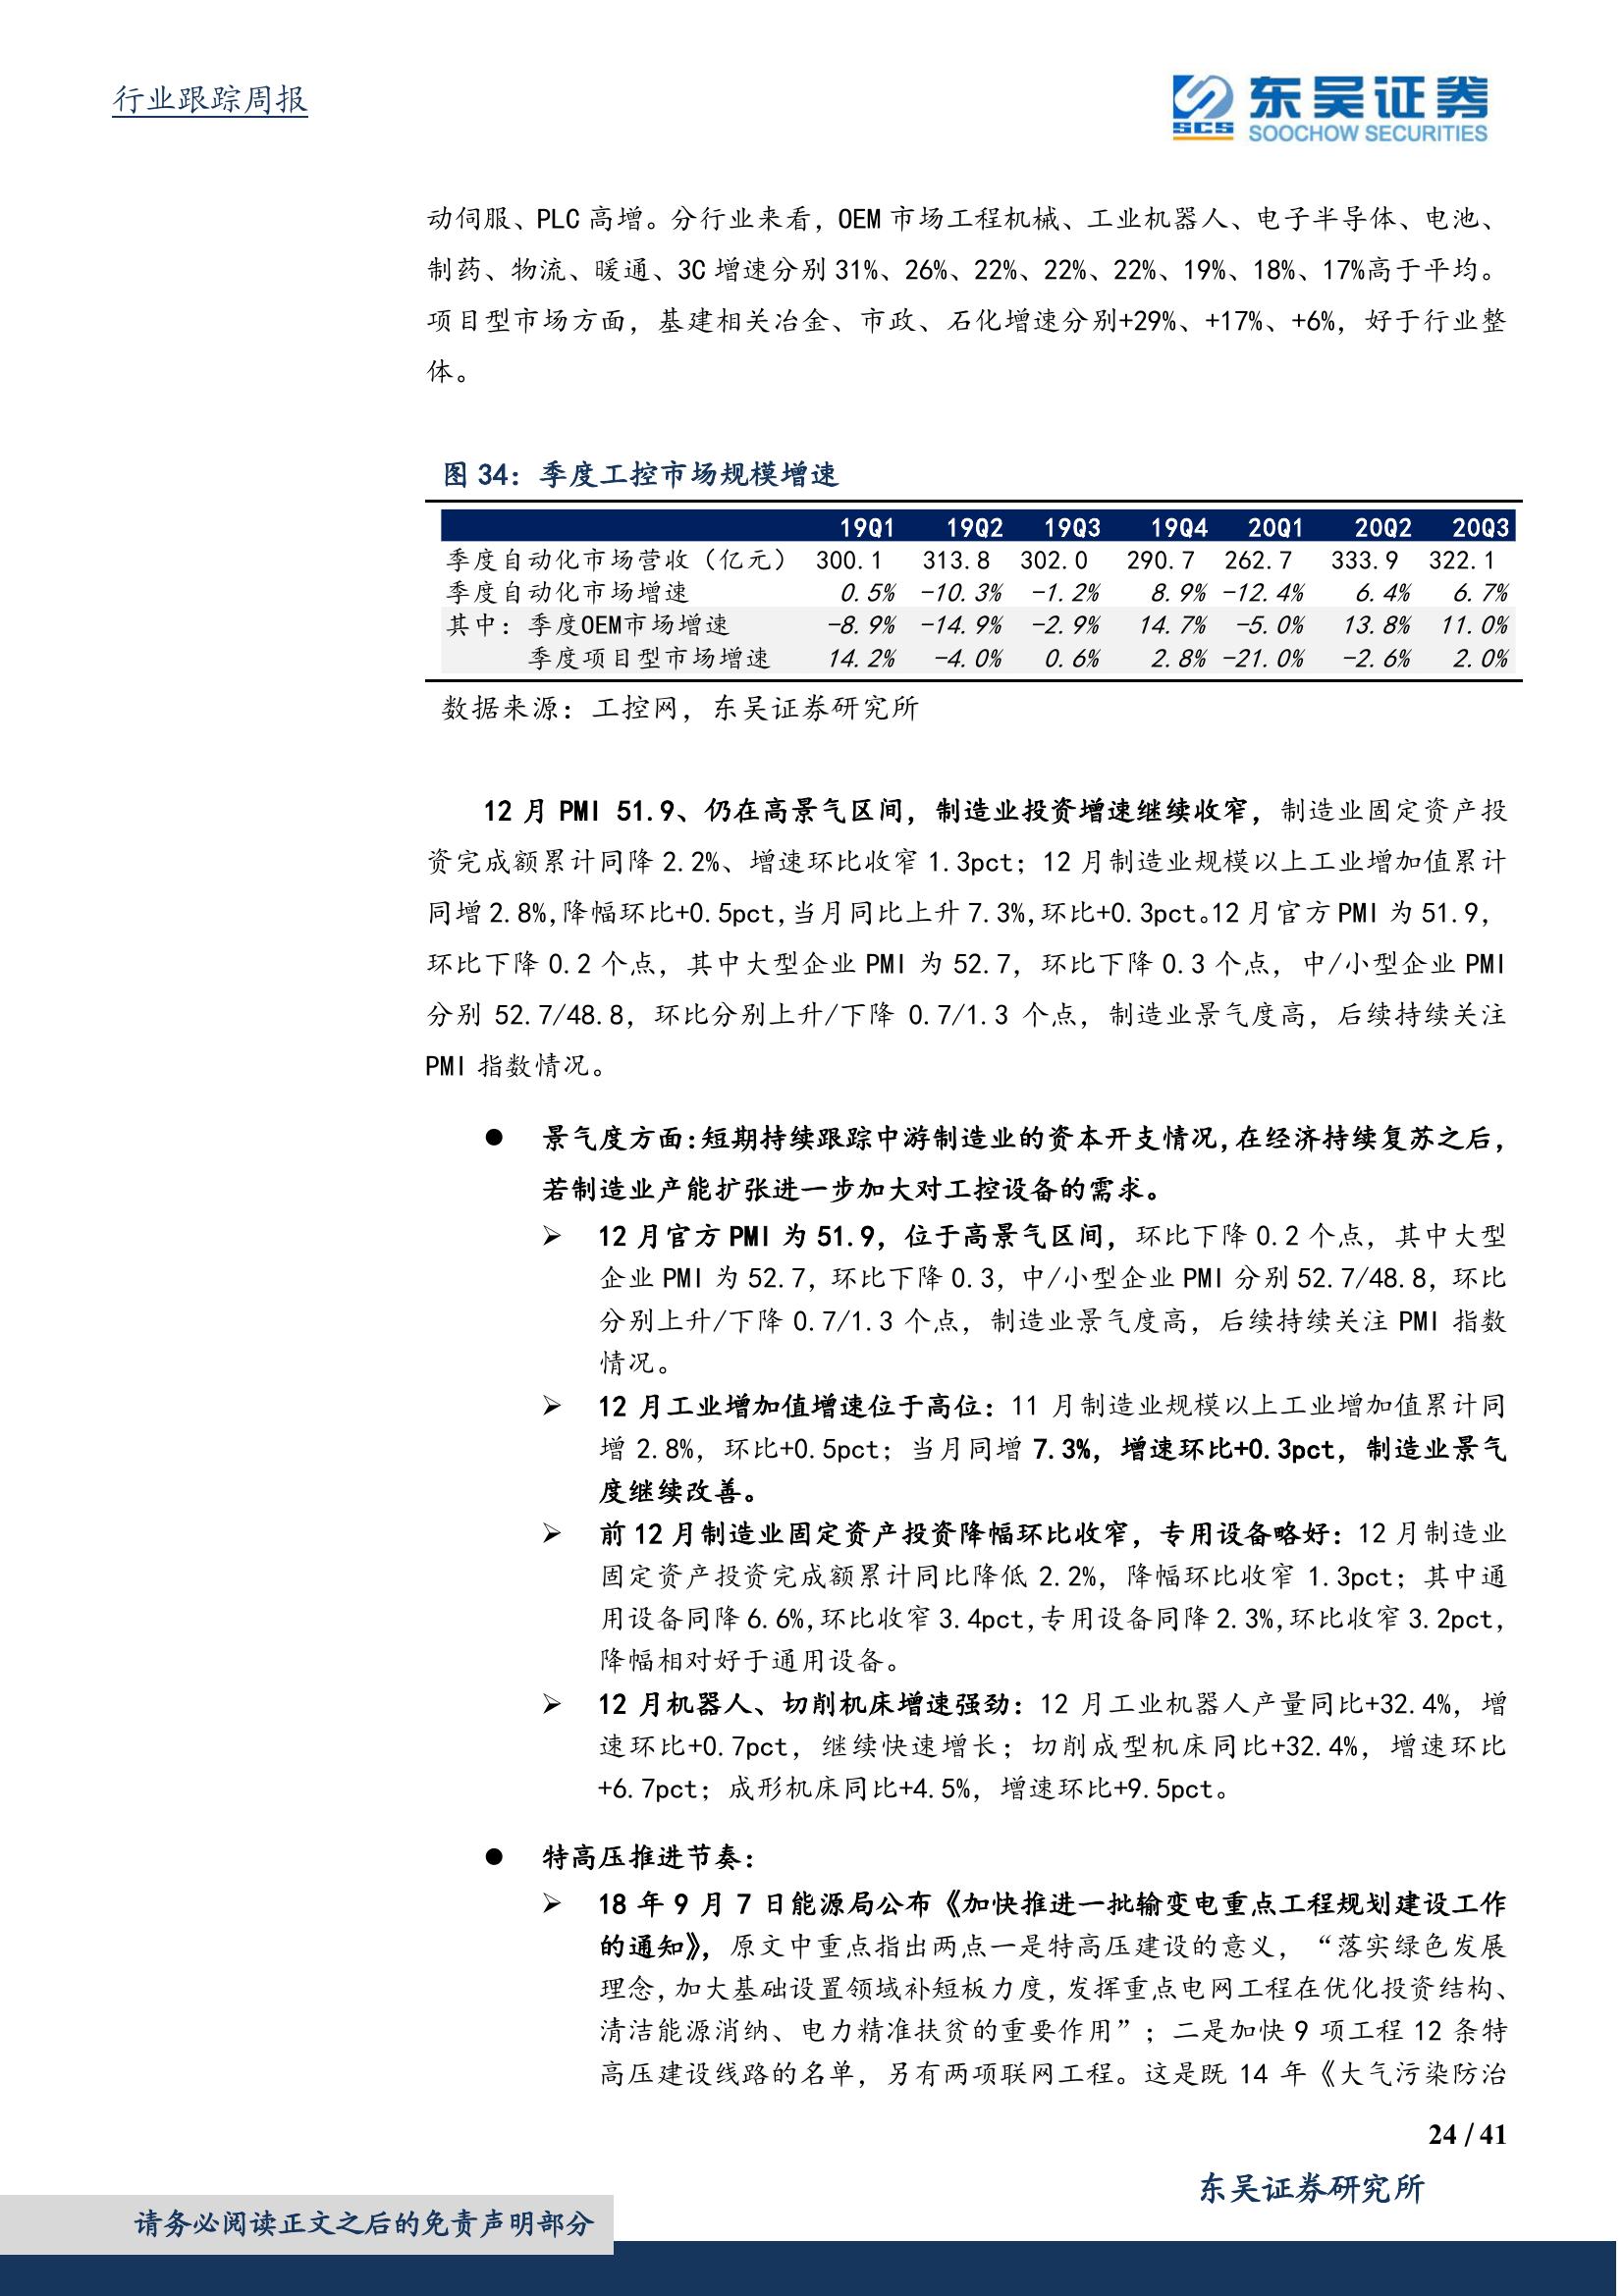 行业跟踪周报
SCS 东吴证券
SOOCHOW SECURITIES
动伺服、PLC 高增。分行业来看，OEM 市场工程机械、工业机器人、电子半导体、电池、
制药、物流、暖通、3C 增速分别 31%、26%、22%、22%、22%、19%、18%、17%高于平均。
项目型市场方面，基建相关冶金、市政、石化增速分别+29%、+17%、+6%，好于行业整
体。
图 34：季度工控市场规模增速
19Q1 19Q2 19Q3 19Q4 20Q1 20Q2 20Q3
季度自动化市场营收（亿元） 300.1 313.8 302.0 290.7 262.7 333.9 322.1
季度自动化市场增速 0.5% -10.3% -1.2% 8.9% -12.4% 6.4% 6.7%
其中：季度OEM市场增速 -8.9% -14.9% -2.9% 14.7% -5.0% 13.8% 11.0%
季度项目型市场增速 14.2% -4.0% 0.6% 2.8% -21.0% -2.6% 2.0%
数据来源：工控网，东吴证券研究所
12 月 PMI 51.9、仍在高景气区间，制造业投资增速继续收窄，制造业固定资产投
资完成额累计同降 2.2%、增速环比收窄 1.3pct；12 月制造业规模以上工业增加值累计
同增 2.8%，降幅环比+0.5pct，当月同比上升 7.3%，环比+0.3pct。12 月官方 PMI 为 51.9，
环比下降 0.2 个点，其中大型企业 PMI 为 52.7，环比下降 0.3 个点，中/小型企业 PMI
分别 52.7/48.8，环比分别上升/下降 0.7/1.3 个点，制造业景气度高，后续持续关注
PMI 指数情况。
● 景气度方面：短期持续跟踪中游制造业的资本开支情况，在经济持续复苏之后，
若制造业产能扩张进一步加大对工控设备的需求。
➢ 12 月官方 PMI 为 51.9，位于高景气区间，环比下降 0.2 个点，其中大型
企业 PMI 为 52.7，环比下降 0.3，中/小型企业 PMI 分别 52.7/48.8，环比
分别上升/下降 0.7/1.3 个点，制造业景气度高，后续持续关注 PMI 指数
情况。
➢ 12 月工业增加值增速位于高位：11 月制造业规模以上工业增加值累计同
增 2.8%，环比+0.5pct；当月同增 7.3%，增速环比+0.3pct，制造业景气
度继续改善。
➢ 前 12 月制造业固定资产投资降幅环比收窄，专用设备略好：12 月制造业
固定资产投资完成额累计同比降低 2.2%，降幅环比收窄 1.3pct；其中通
用设备同降 6.6%，环比收窄 3.4pct，专用设备同降 2.3%，环比收窄 3.2pct，
降幅相对好于通用设备。
➢ 12 月机器人、切削机床增速强劲：12 月工业机器人产量同比+32.4%，增
速环比+0.7pct，继续快速增长；切削成型机床同比+32.4%，增速环比
+6.7pct；成形机床同比+4.5%，增速环比+9.5pct。
● 特高压推进节奏：
➢ 18 年 9 月 7 日能源局公布《加快推进一批输变电重点工程规划建设工作
的通知》，原文中重点指出两点一是特高压建设的意义，“落实绿色发展
理念，加大基础设置领域补短板力度，发挥重点电网工程在优化投资结构、
清洁能源消纳、电力精准扶贫的重要作用”；二是加快 9 项工程 12 条特
高压建设线路的名单，另有两项联网工程。这是既 14 年《大气污染防治
24 / 41
东吴证券研究所
请务必阅读正文之后的免责声明部分